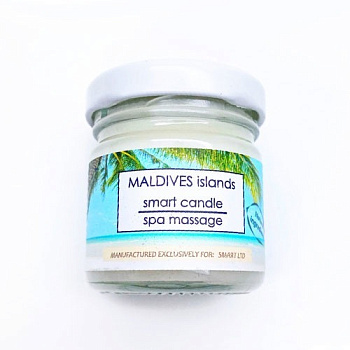 MALDIVES islands
smart candle
spa massage
MANUFACTURED EXCLUSIVELY FOR: SMART LTD